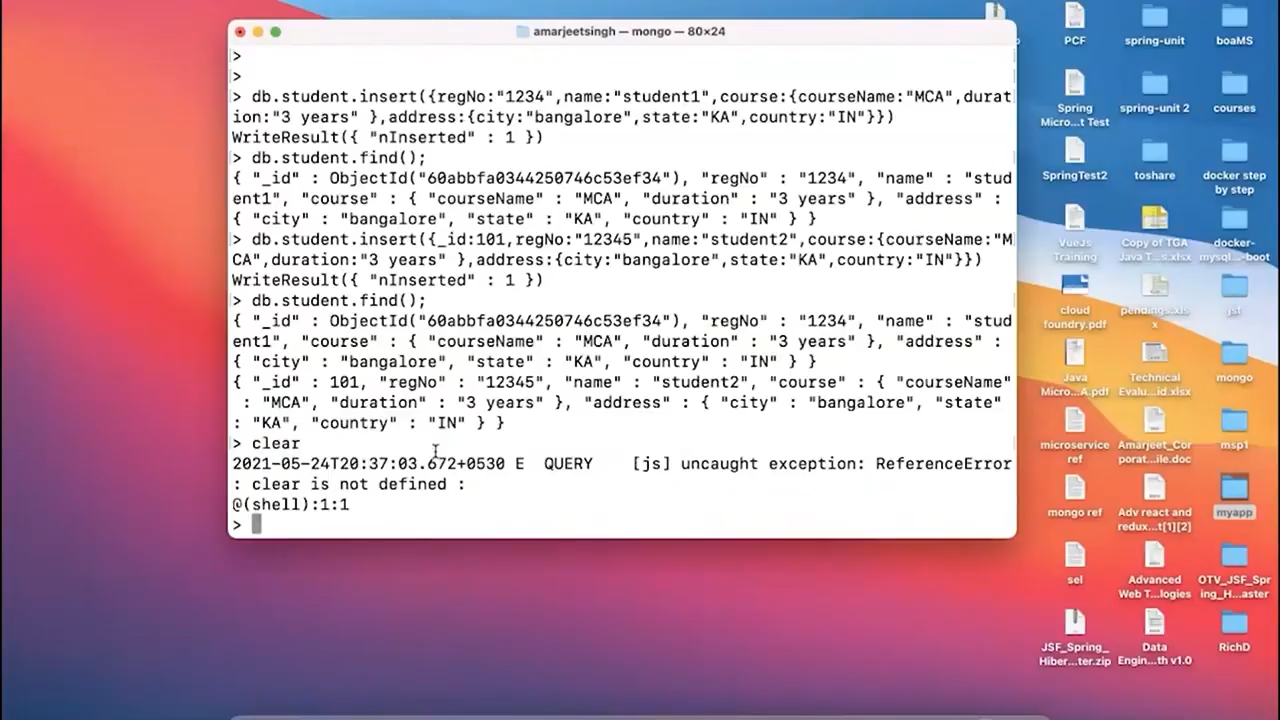 amarjeetsingh — mongo — 80×24
>
>
> db.student.insert({regNo:"1234",name:"student1",course:{courseName:"MCA",durat
ion:"3 years" },address:{city:"bangalore",state:"KA",country:"IN"}})
WriteResult({ "nInserted" : 1 })
> db.student.find();
{ "_id" : ObjectId("60abbfa0344250746c53ef34"), "regNo" : "1234", "name" : "stud
ent1", "course" : { "courseName" : "MCA", "duration" : "3 years" }, "address" :
{ "city" : "bangalore", "state" : "KA", "country" : "IN" } }
> db.student.insert({_id:101,regNo:"12345",name:"student2",course:{courseName:"M
CA",duration:"3 years" },address:{city:"bangalore",state:"KA",country:"IN"}})
WriteResult({ "nInserted" : 1 })
> db.student.find();
{ "_id" : ObjectId("60abbfa0344250746c53ef34"), "regNo" : "1234", "name" : "stud
ent1", "course" : { "courseName" : "MCA", "duration" : "3 years" }, "address" :
{ "city" : "bangalore", "state" : "KA", "country" : "IN" } }
{ "_id" : 101, "regNo" : "12345", "name" : "student2", "course" : { "courseName"
: "MCA", "duration" : "3 years" }, "address" : { "city" : "bangalore", "state"
: "KA", "country" : "IN" } }
> clear
2021-05-24T20:37:03.672+0530 E  QUERY    [js] uncaught exception: ReferenceError
: clear is not defined :
@(shell):1:1
>
PCF
spring-unit
boaMS
Spring
Micro...t Test
spring-unit 2
courses
SpringTest2
toshare
docker step
by step
VueJs
Training
Copy of TGA
Java T...s.xlsx
docker-
mysql...-boot
cloud
foundry.pdf
pendings.xls
x
jst
Java
Micro...A.pdf
Technical
Evalu...id.xlsx
mongo
microservice
ref
Amarjeet_Cor
porat...ile.doc
msp1
mongo ref
Adv react and
redux...t[1][2]
myapp
sel
Advanced
Web T...logies
OTV_JSF_Spr
ing_H...aster
JSF_Spring_
Hiber...ter.zip
Data
Engin...th v1.0
RichD